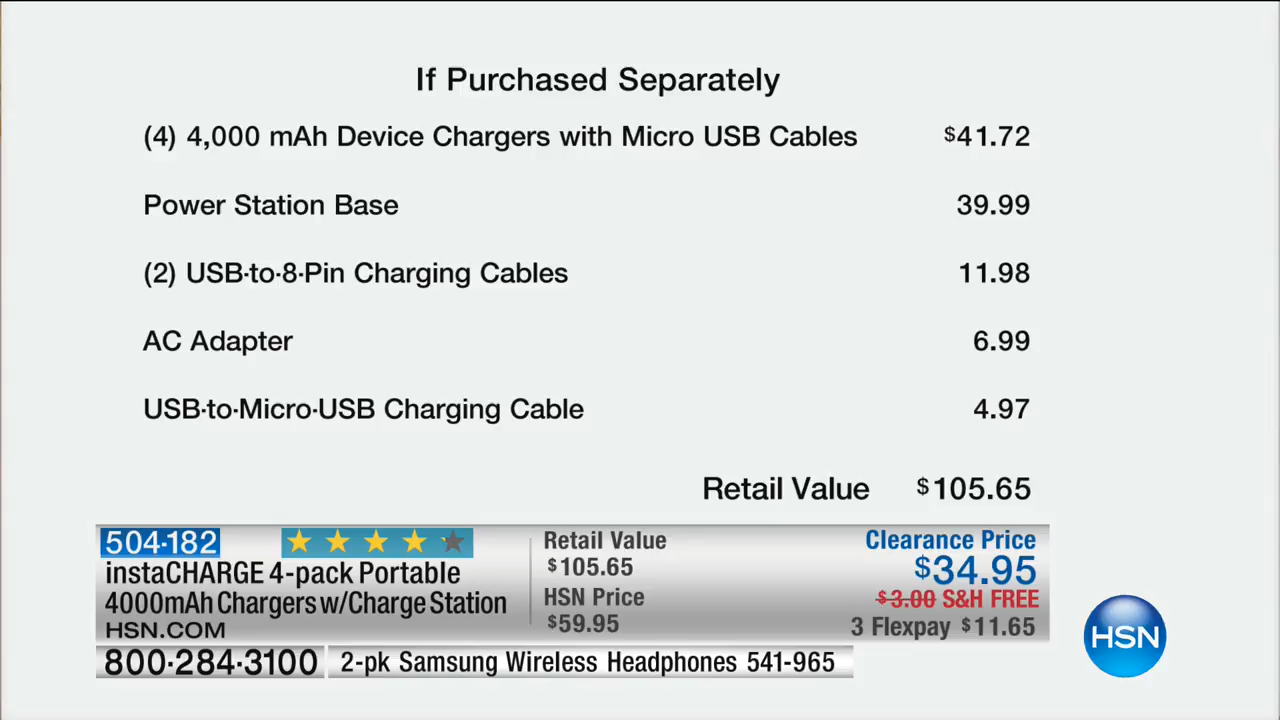 If Purchased Separately
(4) 4,000 mAh Device Chargers with Micro USB Cables $41.72
Power Station Base 39.99
(2) USB-to-8-Pin Charging Cables 11.98
AC Adapter 6.99
USB-to-Micro-USB Charging Cable 4.97
Retail Value $105.65
504-182
instaCHARGE 4-pack Portable
4000mAh Chargers w/Charge Station
HSN.COM
Retail Value
$105.65
HSN Price
$59.95
Clearance Price
$34.95
$3.00 S&H FREE
3 Flexpay $11.65
800-284-3100
2-pk Samsung Wireless Headphones 541-965
HSN